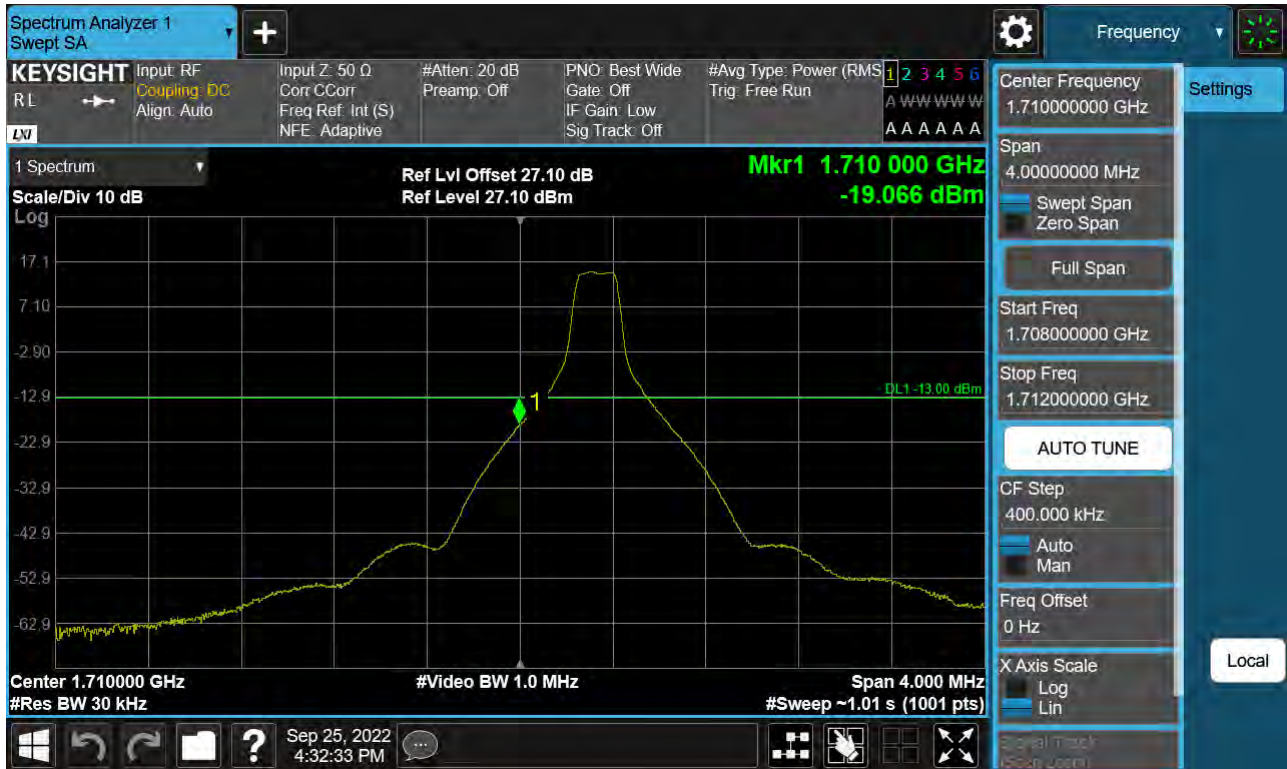 Spectrum Analyzer 1
Swept SA
Frequency
KEYSIGHT
RL
LXI
Input: RF
Coupling: DC
Align: Auto
Input Z: 50 Ω
Corr CCorr
Freq Ref: Int (S)
NFE: Adaptive
#Atten: 20 dB
Preamp: Off
PNO: Best Wide
Gate: Off
IF Gain: Low
Sig Track: Off
#Avg Type: Power (RMS
Trig: Free Run
1 2 3 4 5 6
A W W W W W
A A A A A A
1 Spectrum
Scale/Div 10 dB
Log
Ref Lvl Offset 27.10 dB
Ref Level 27.10 dBm
Mkr1 1.710 000 GHz
-19.066 dBm
17.1
7.10
-2.90
-12.9
-22.9
-32.9
-42.9
-52.9
-62.9
DL1 -13.00 dBm
1
Center 1.710000 GHz
#Res BW 30 kHz
#Video BW 1.0 MHz
Span 4.000 MHz
#Sweep ~1.01 s (1001 pts)
Center Frequency
1.710000000 GHz
Span
4.00000000 MHz
Swept Span
Zero Span
Full Span
Start Freq
1.708000000 GHz
Stop Freq
1.712000000 GHz
AUTO TUNE
CF Step
400.000 kHz
Auto
Man
Freq Offset
0 Hz
X Axis Scale
Log
Lin
Signal Track
(Span Zoom)
Settings
Local
?
Sep 25, 2022
4:32:33 PM